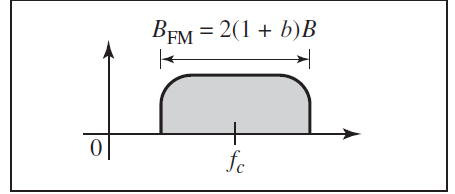 B_FM = 2(1 + b)B
0
f_c